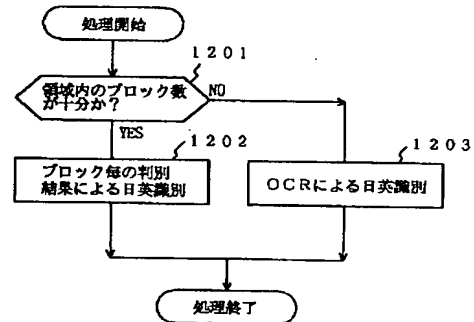 処理開始
1201
領域内のブロック数
が十分か？
NO
YES
1202
1203
ブロック毎の判別
結果による日英識別
OCRによる日英識別
処理終了